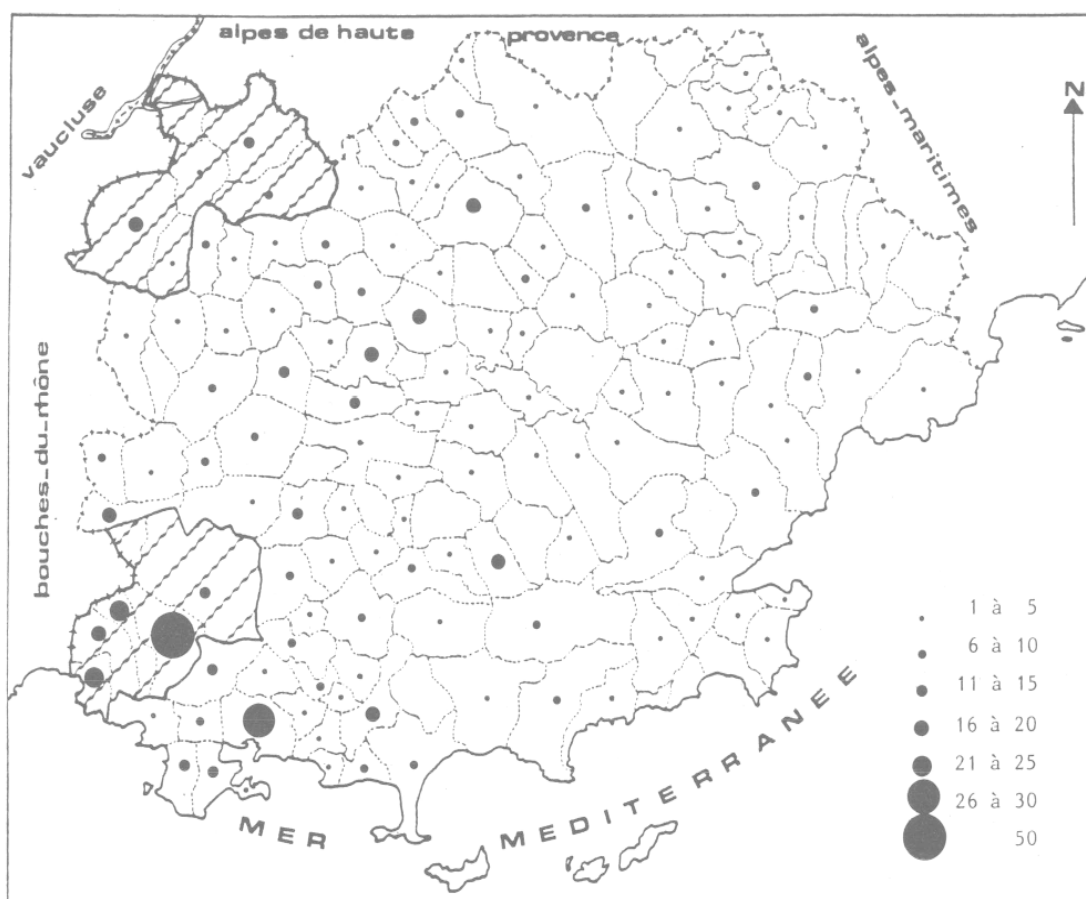 alpes de haute provence
alpes-maritimes
vaucluse
N
bouches-du-rhône
1 à 5
6 à 10
11 à 15
16 à 20
21 à 25
26 à 30
50
MER MEDITERRANÉE